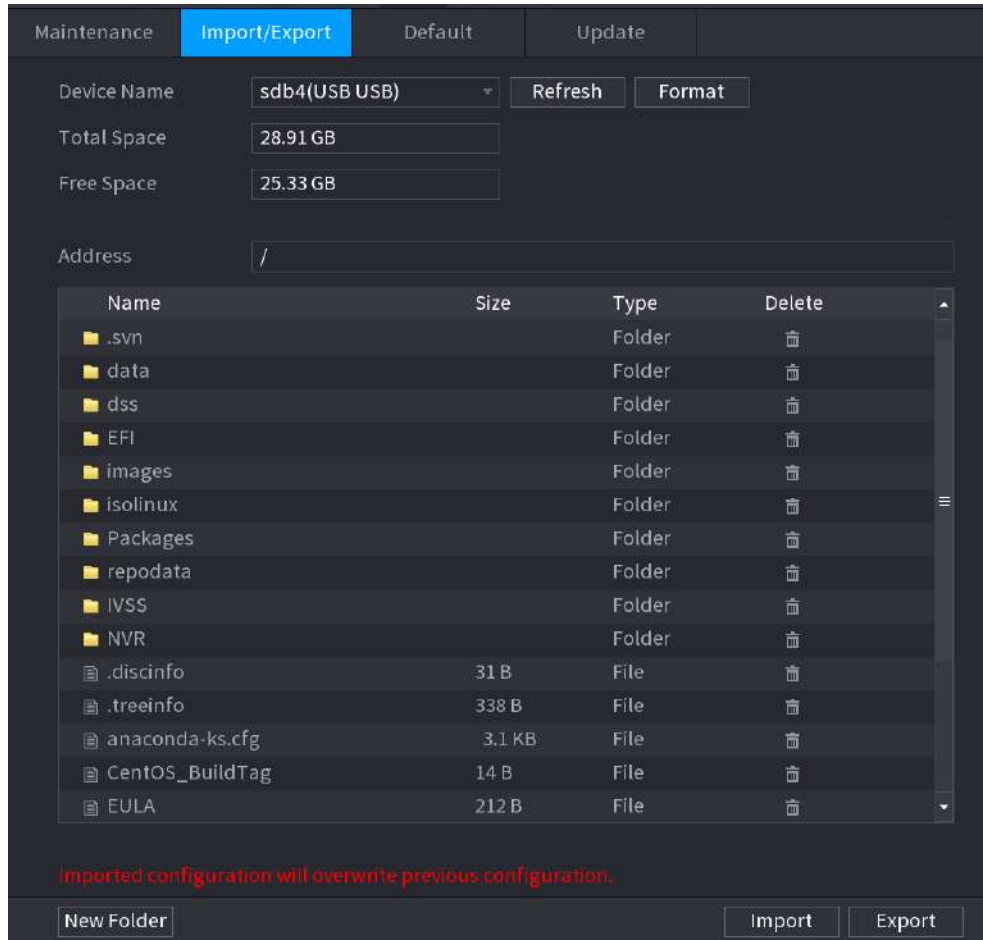 Maintenance Import/Export Default Update
Device Name sdb4(USB USB) Refresh Format
Total Space 28.91 GB
Free Space 25.33 GB
Address /
Name Size Type Delete
.svn Folder
data Folder
dss Folder
EFI Folder
images Folder
isolinux Folder
Packages Folder
repodata Folder
IVSS Folder
NVR Folder
.discinfo 31 B File
.treeinfo 338 B File
anaconda-ks.cfg 3.1 KB File
CentOS_BuildTag 14 B File
EULA 212 B File
Imported configuration will overwrite previous configuration.
New Folder Import Export